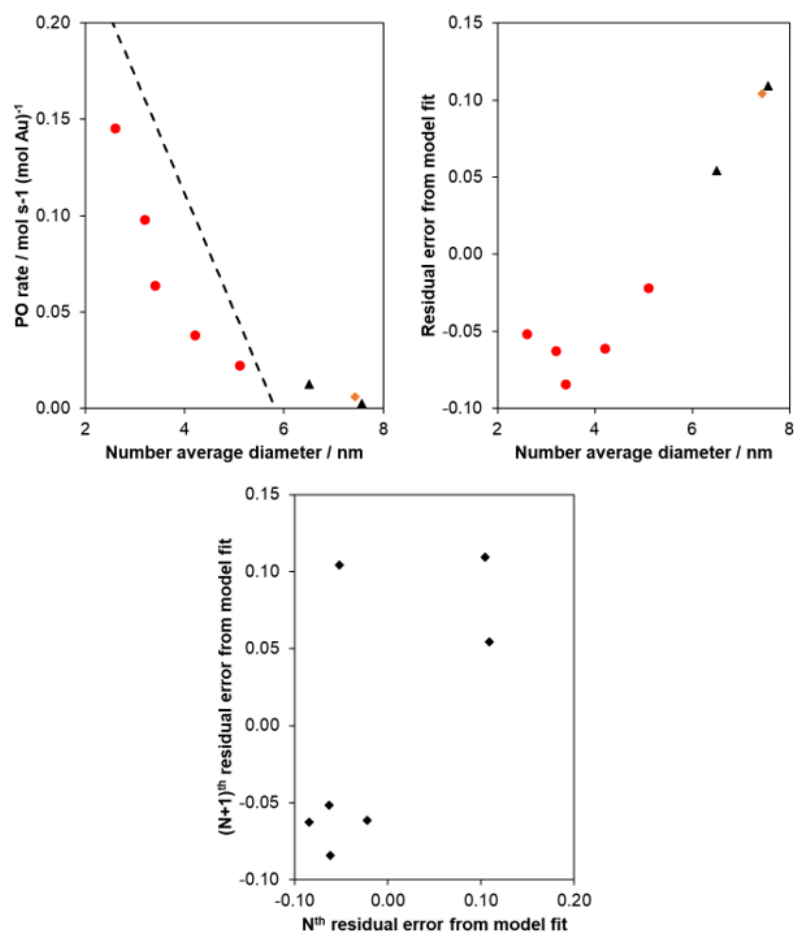 0.20
0.15
0.10
0.05
0.00
2 4 6 8
PO rate / mol s-1 (mol Au)⁻¹
Number average diameter / nm
0.15
0.10
0.05
0.00
-0.05
-0.10
2 4 6 8
Residual error from model fit
Number average diameter / nm
0.15
0.10
0.05
0.00
-0.05
-0.10
-0.10 0.00 0.10 0.20
(N+1)ᵗʰ residual error from model fit
Nᵗʰ residual error from model fit